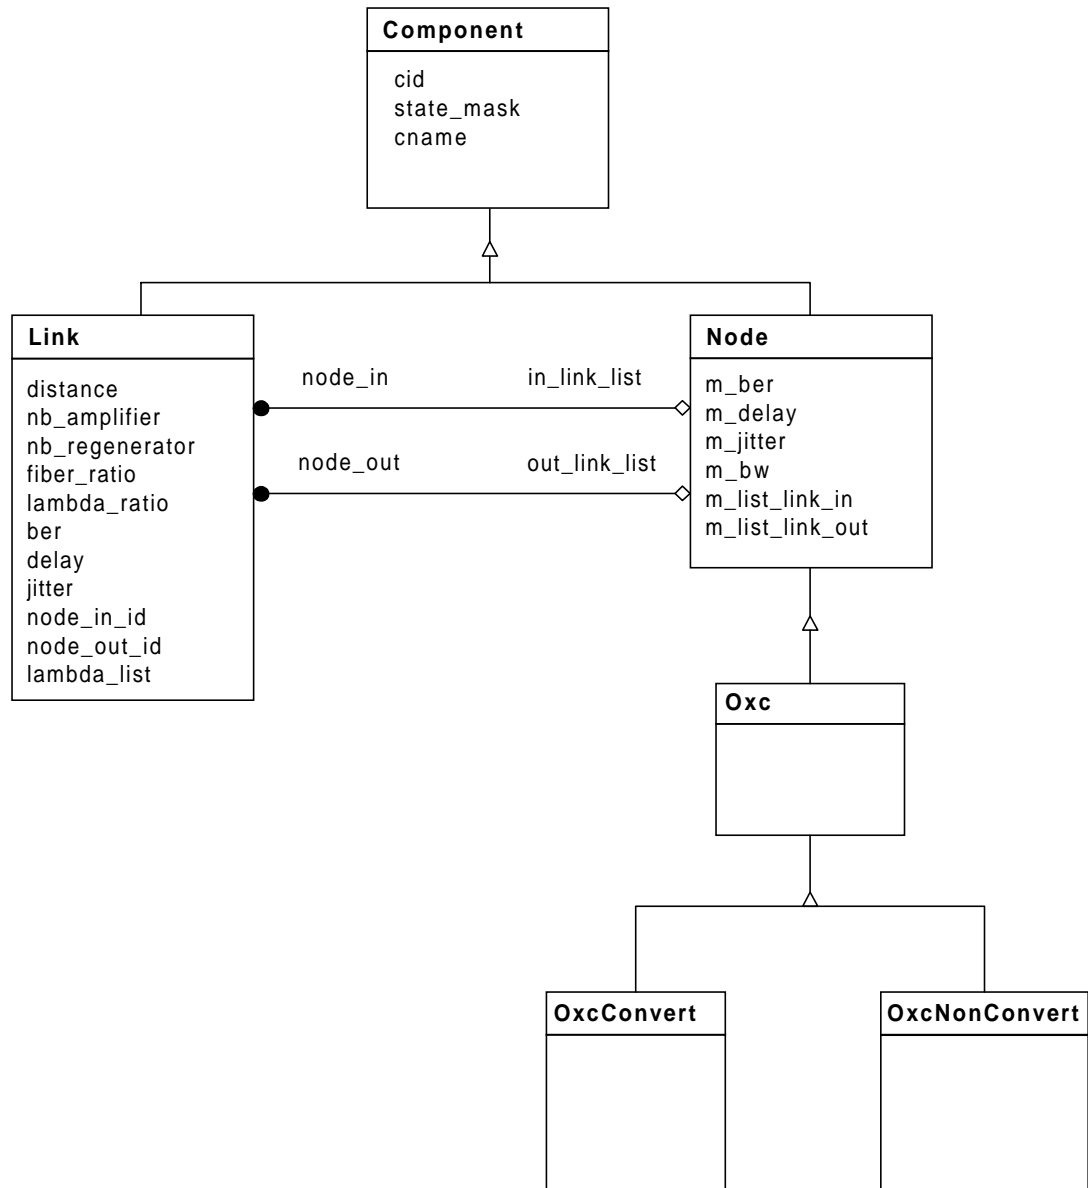 Component
cid
state_mask
cname
Link
distance
nb_amplifier
nb_regenerator
fiber_ratio
lambda_ratio
ber
delay
jitter
node_in_id
node_out_id
lambda_list
node_in
in_link_list
node_out
out_link_list
Node
m_ber
m_delay
m_jitter
m_bw
m_list_link_in
m_list_link_out
Oxc
OxcConvert
OxcNonConvert